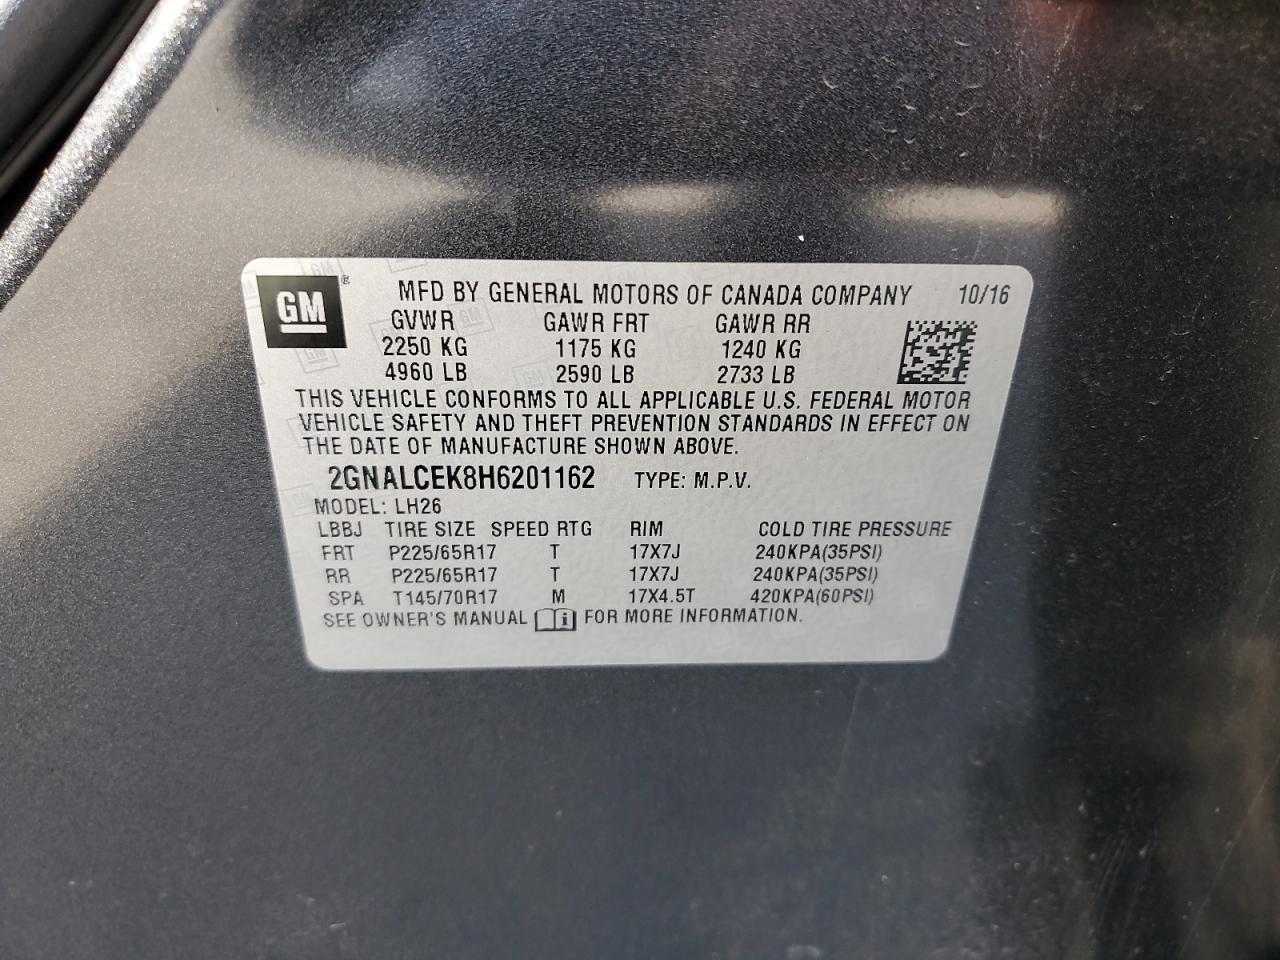 GM ® MFD BY GENERAL MOTORS OF CANADA COMPANY 10/16
GVWR GAWR FRT GAWR RR
2250 KG 1175 KG 1240 KG
4960 LB 2590 LB 2733 LB
THIS VEHICLE CONFORMS TO ALL APPLICABLE U.S. FEDERAL MOTOR
VEHICLE SAFETY AND THEFT PREVENTION STANDARDS IN EFFECT ON
THE DATE OF MANUFACTURE SHOWN ABOVE.
2GNALCEK8H6201162 TYPE: M.P.V.
MODEL: LH26
LBBJ TIRE SIZE SPEED RTG RIM COLD TIRE PRESSURE
FRT P225/65R17 T 17X7J 240KPA(35PSI)
RR P225/65R17 T 17X7J 240KPA(35PSI)
SPA T145/70R17 M 17X4.5T 420KPA(60PSI)
SEE OWNER'S MANUAL i FOR MORE INFORMATION.